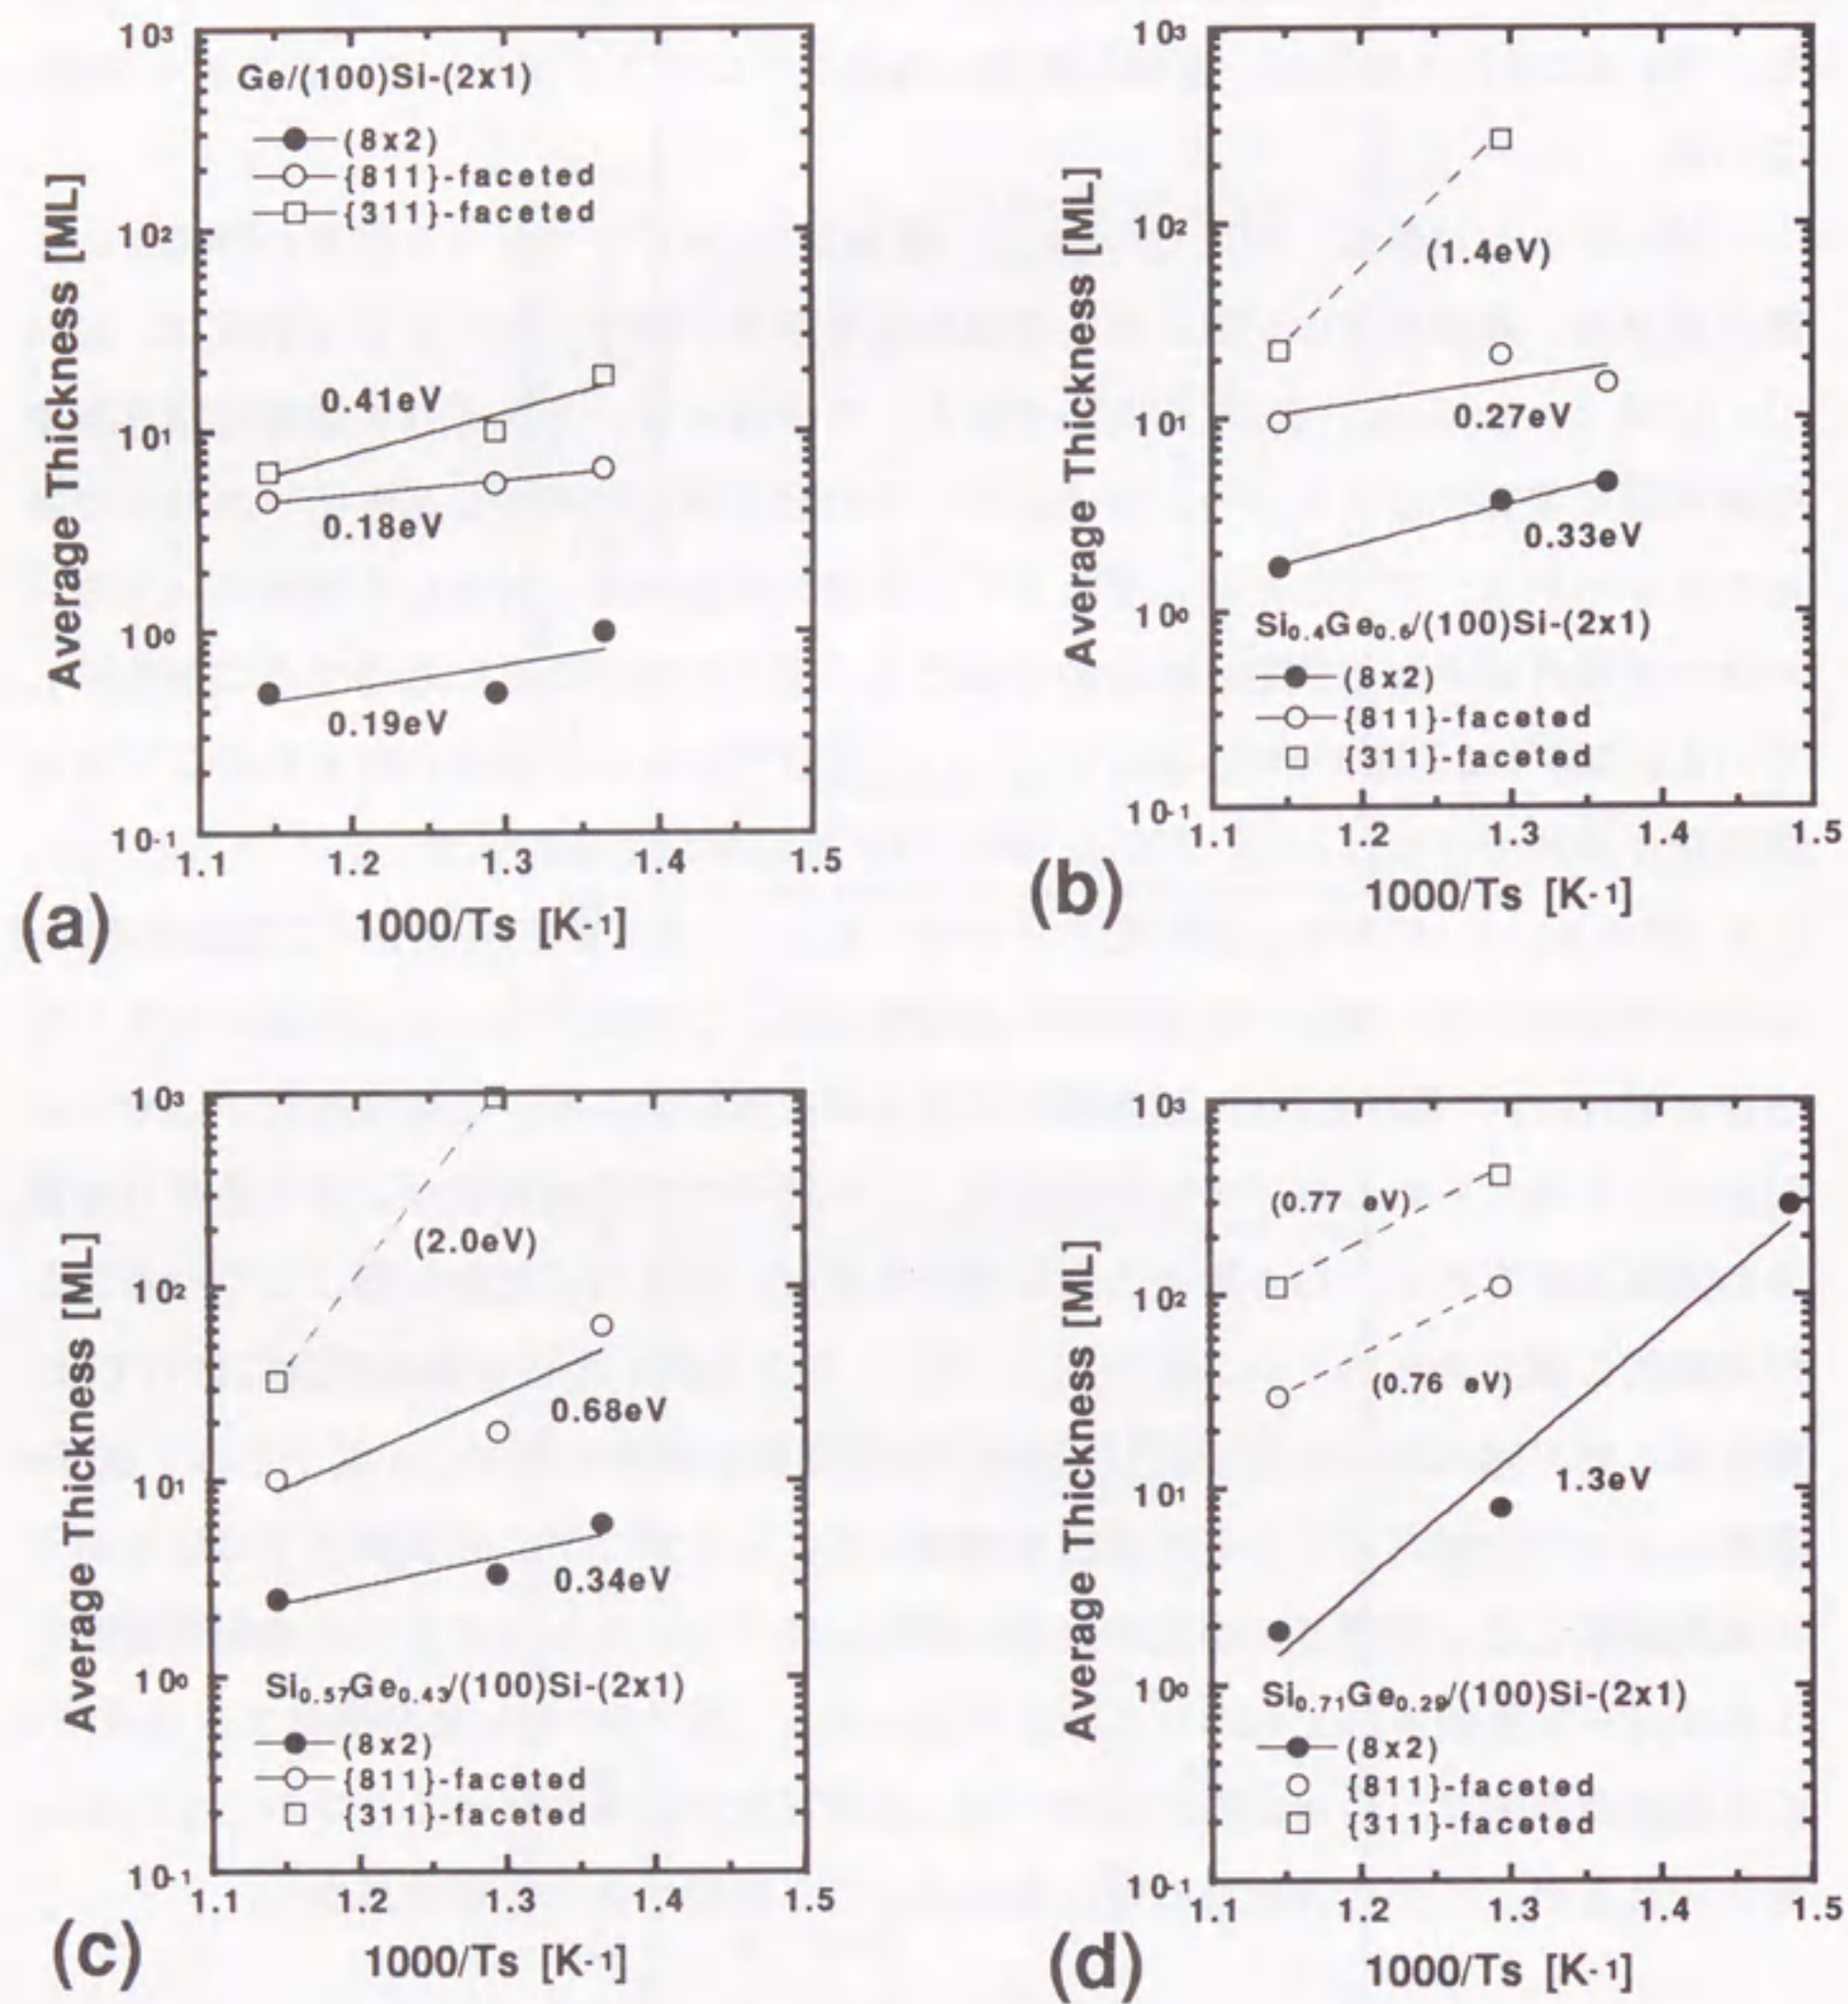 10³
Ge/(100)Si-(2x1)
(8x2)
{811}-faceted
{311}-faceted
10²
0.41eV
10¹
0.18eV
10⁰
0.19eV
10-1
1.1 1.2 1.3 1.4 1.5
Average Thickness [ML]
1000/Ts [K-1]
(a)
10³
(1.4eV)
10²
0.27eV
10¹
0.33eV
10⁰
Si₀.₄Ge₀.₆/(100)Si-(2x1)
(8x2)
{811}-faceted
{311}-faceted
10-1
1.1 1.2 1.3 1.4 1.5
Average Thickness [ML]
1000/Ts [K-1]
(b)
10³
(2.0eV)
10²
0.68eV
10¹
0.34eV
10⁰
Si₀.₅₇Ge₀.₄₃/(100)Si-(2x1)
(8x2)
{811}-faceted
{311}-faceted
10-1
1.1 1.2 1.3 1.4 1.5
Average Thickness [ML]
1000/Ts [K-1]
(c)
10³
(0.77 eV)
10²
(0.76 eV)
10¹
1.3eV
10⁰
Si₀.₇₁Ge₀.₂₉/(100)Si-(2x1)
(8x2)
{811}-faceted
{311}-faceted
10-1
1.1 1.2 1.3 1.4 1.5
Average Thickness [ML]
1000/Ts [K-1]
(d)